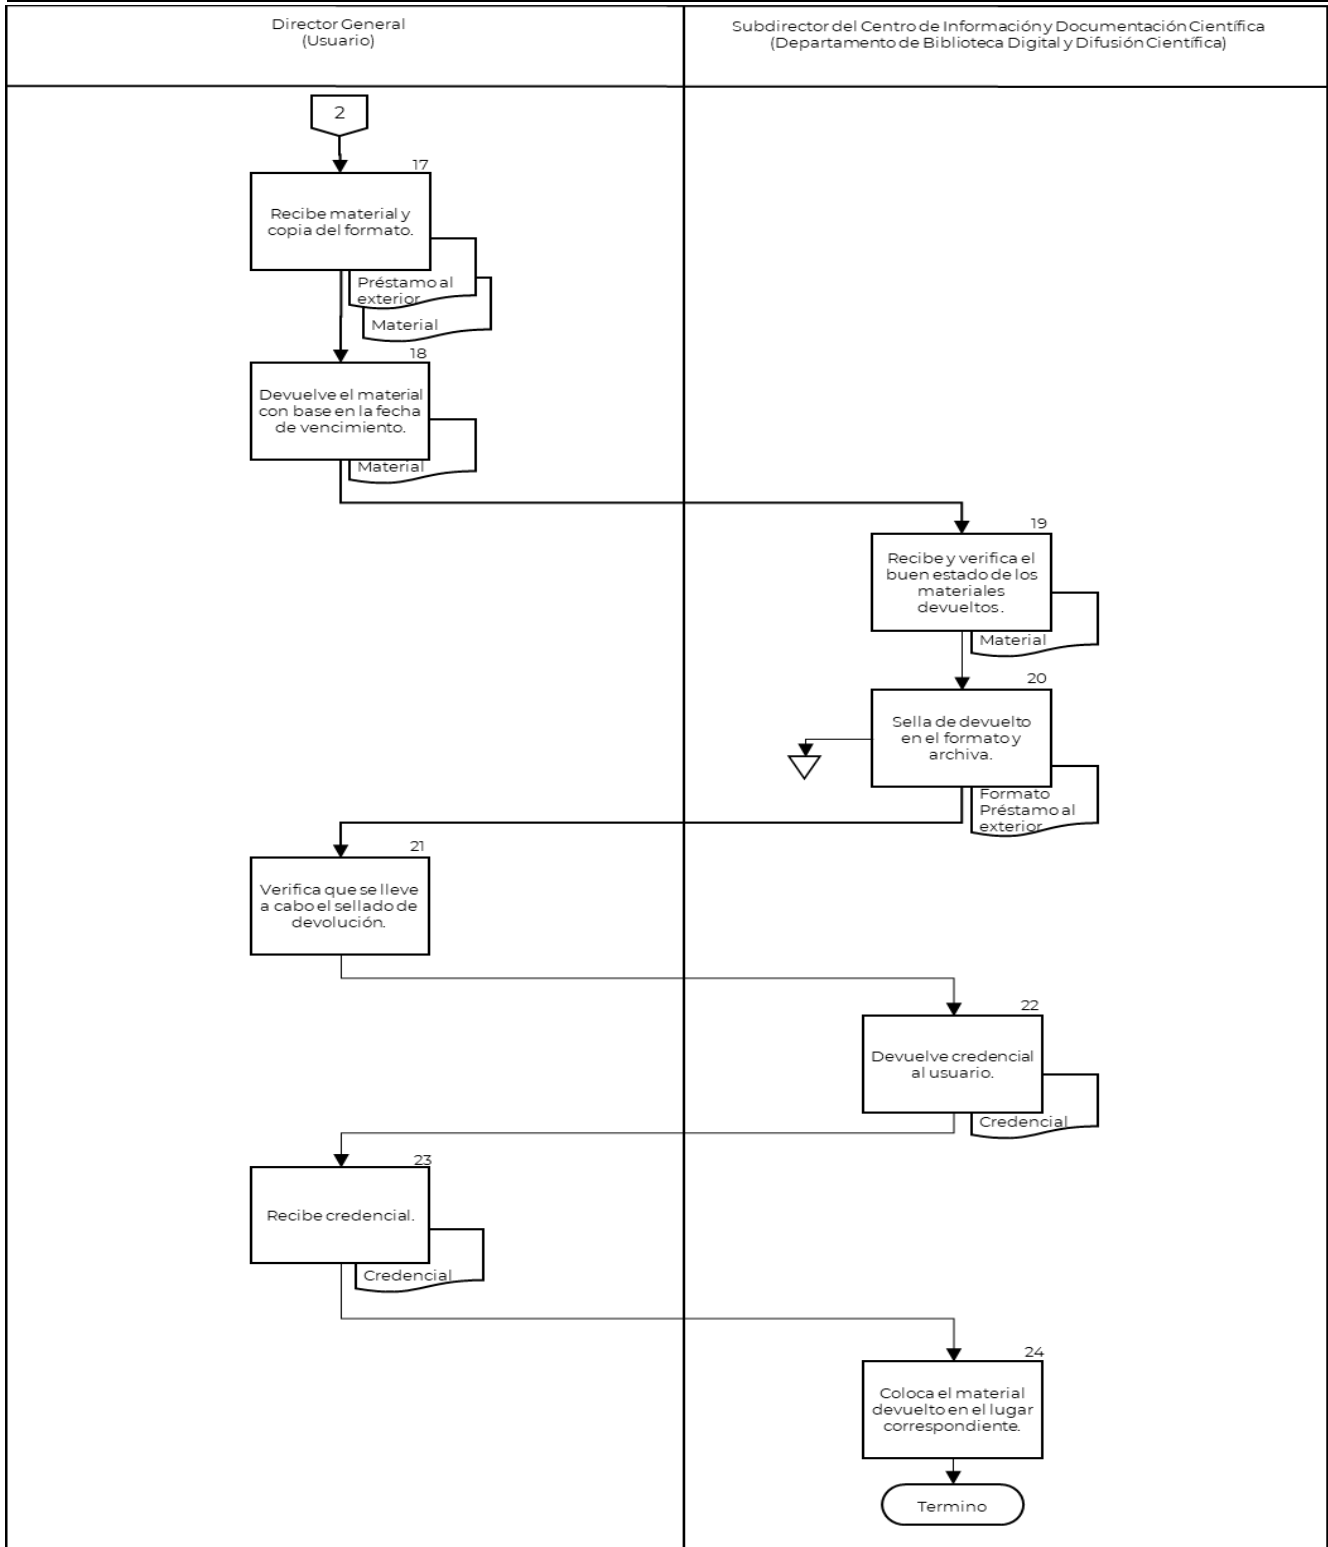 Director General
(Usuario)
Subdirector del Centro de Información y Documentación Científica
(Departamento de Biblioteca Digital y Difusión Científica)
2
17
Recibe material y
copia del formato.
Préstamo al
exterior
Material
18
Devuelve el material
con base en la fecha
de vencimiento.
Material
19
Recibe y verifica el
buen estado de los
materiales
devueltos.
Material
20
Sella de devuelto
en el formato y
archiva.
Formato
Préstamo al
exterior
21
Verifica que se lleve
a cabo el sellado de
devolución.
22
Devuelve credencial
al usuario.
Credencial
23
Recibe credencial.
Credencial
24
Coloca el material
devuelto en el lugar
correspondiente.
Termino